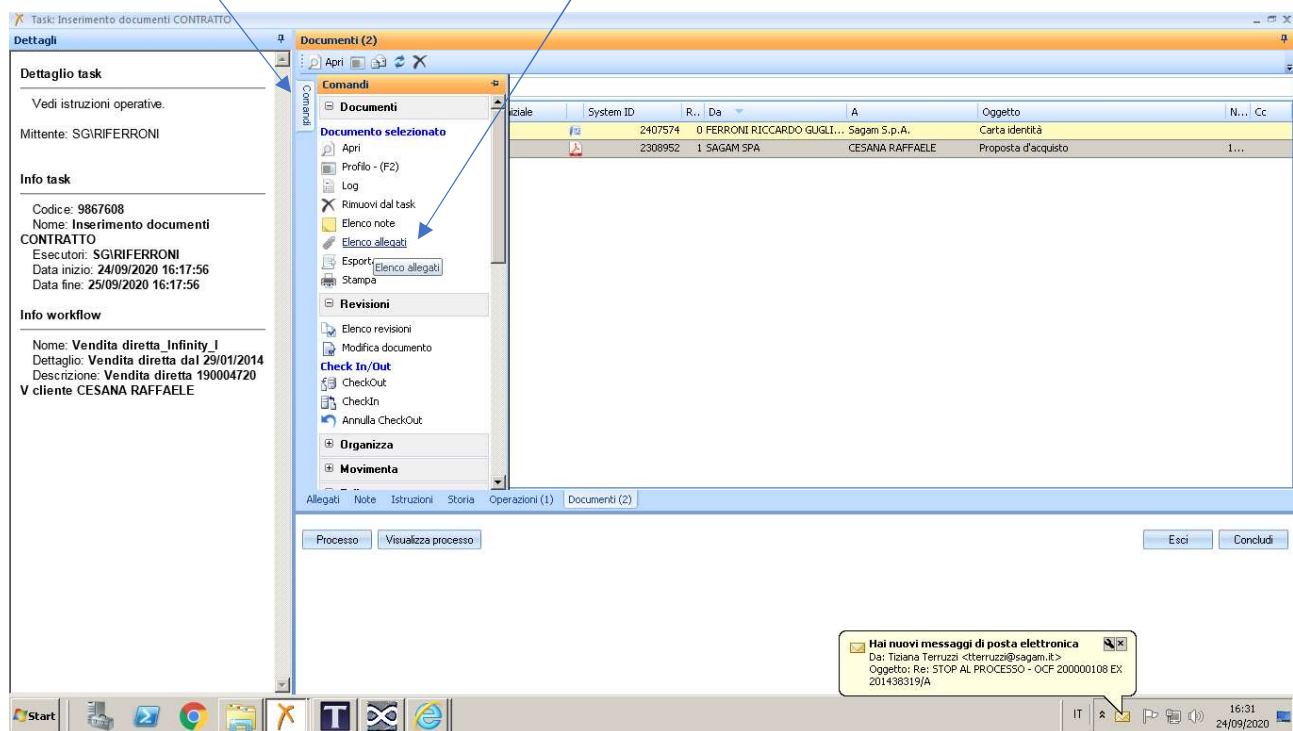 Task: Inserimento documenti CONTRATTO
Dettagli
Dettaglio task
Vedi istruzioni operative.
Mittente: SG\RIFERRONI
Info task
Codice: 9867608
Nome: Inserimento documenti
CONTRATTO
Esecutori: SG\RIFERRONI
Data inizio: 24/09/2020 16:17:56
Data fine: 25/09/2020 16:17:56
Info workflow
Nome: Vendita diretta_Infinity_I
Dettaglio: Vendita diretta dal 29/01/2014
Descrizione: Vendita diretta 190004720
V cliente CESANA RAFFAELE
Documenti (2)
Apri
Comandi
Comandi
Documenti
Documento selezionato
Apri
Profilo - (F2)
Log
Rimuovi dal task
Elenco note
Elenco allegati
Esport
Elenco allegati
Stampa
Revisioni
Elenco revisioni
Modifica documento
Check In/Out
CheckOut
CheckIn
Annulla CheckOut
Organizza
Movimenta
iziale System ID R.. Da A Oggetto N... Cc
2407574 0 FERRONI RICCARDO GUGLI... Sagam S.p.A. Carta identità
2308952 1 SAGAM SPA CESANA RAFFAELE Proposta d'acquisto 1...
Allegati Note Istruzioni Storia Operazioni (1) Documenti (2)
Processo Visualizza processo Esci Concludi
Hai nuovi messaggi di posta elettronica
Da: Tiziana Terruzzi <tterruzzi@sagam.it>
Oggetto: Re: STOP AL PROCESSO - OCF 200000108 EX
201438319/A
Start
IT
16:31
24/09/2020